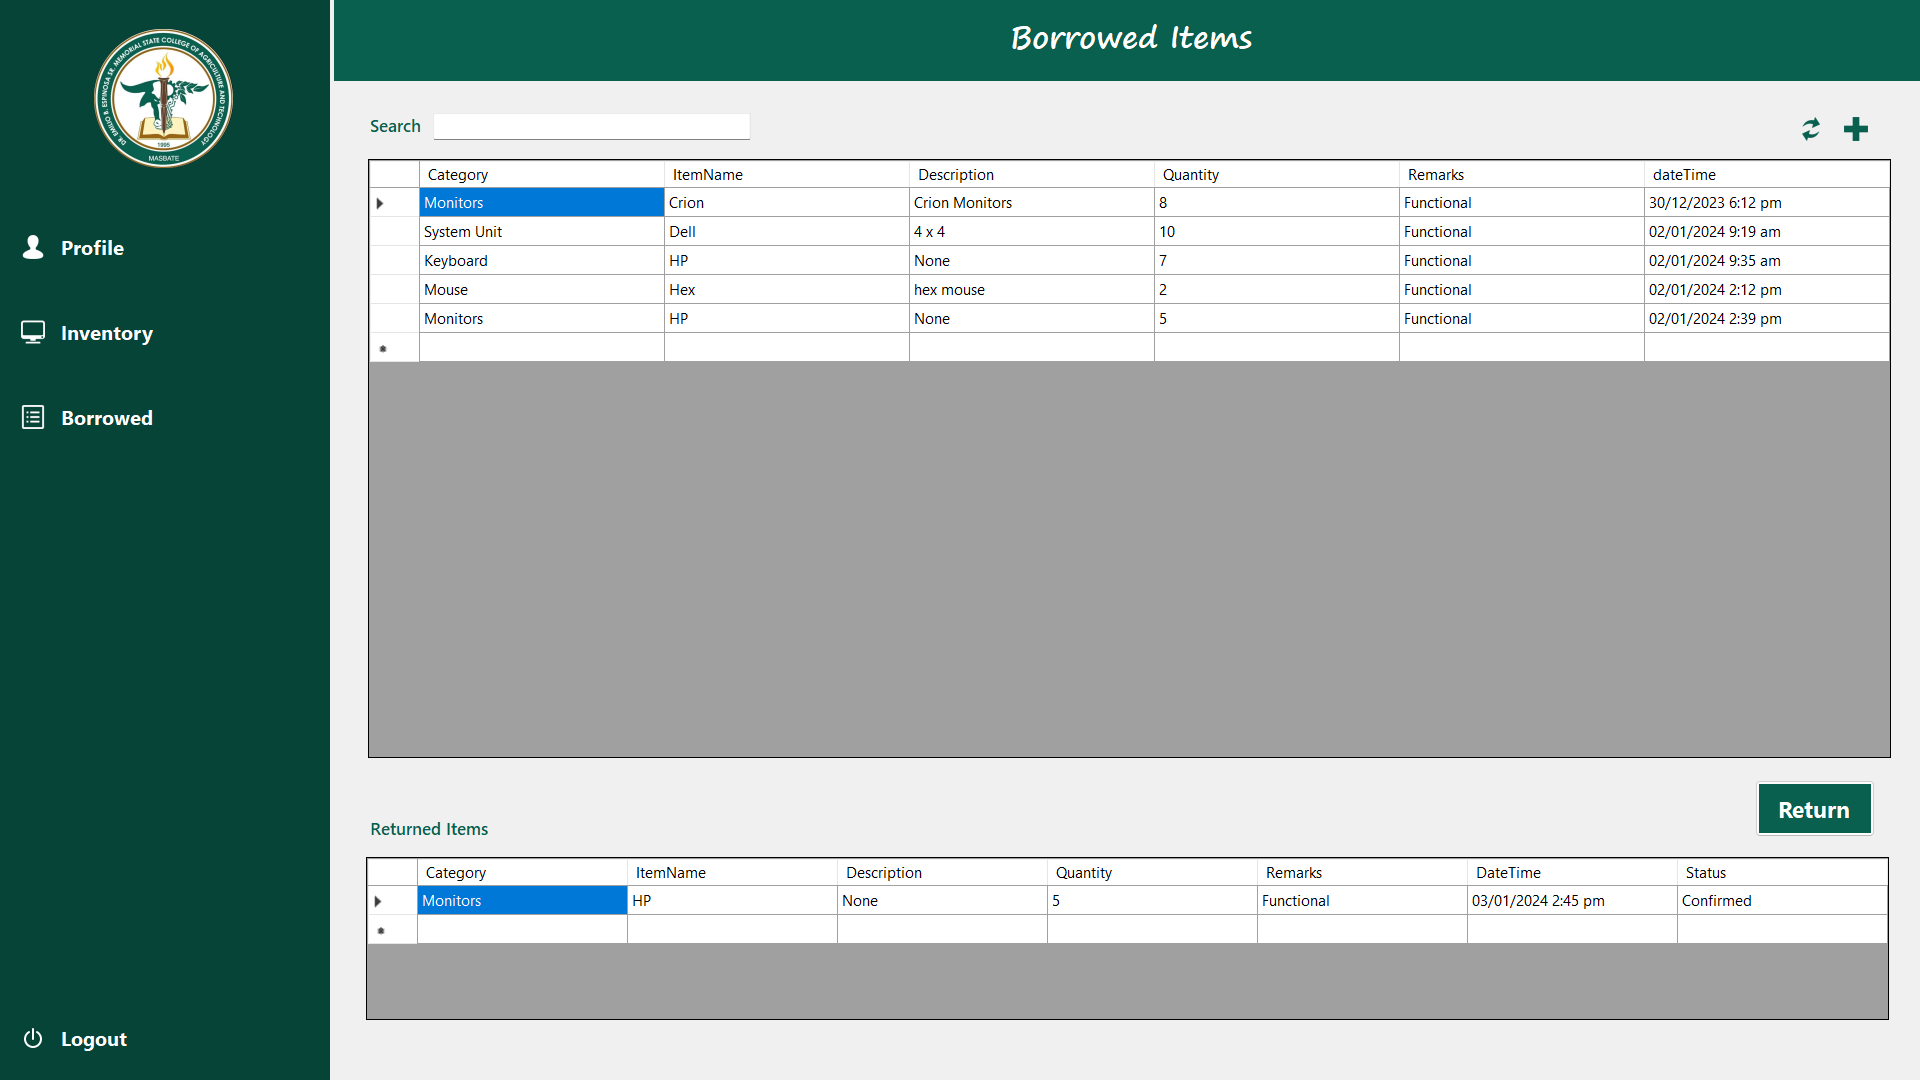 DR. EMILIO B. ESPINOSA SR. MEMORIAL STATE COLLEGE OF AGRICULTURE AND TECHNOLOGY
1995
MASBATE
Profile
Inventory
Borrowed
Logout
Borrowed Items
Search
Category ItemName Description Quantity Remarks dateTime
Monitors Crion Crion Monitors 8 Functional 30/12/2023 6:12 pm
System Unit Dell 4 x 4 10 Functional 02/01/2024 9:19 am
Keyboard HP None 7 Functional 02/01/2024 9:35 am
Mouse Hex hex mouse 2 Functional 02/01/2024 2:12 pm
Monitors HP None 5 Functional 02/01/2024 2:39 pm
Return
Returned Items
Category ItemName Description Quantity Remarks DateTime Status
Monitors HP None 5 Functional 03/01/2024 2:45 pm Confirmed